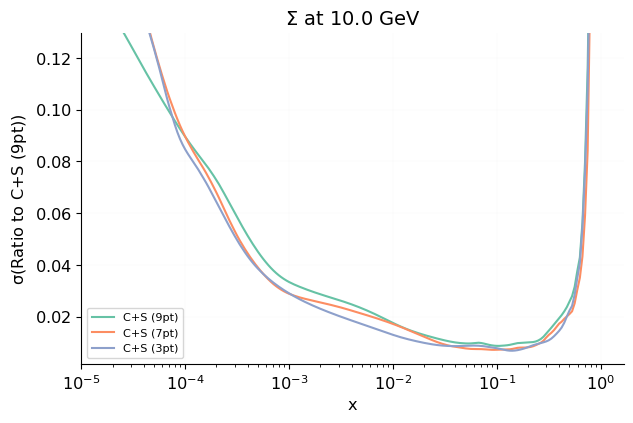 Σ at 10.0 GeV
σ(Ratio to C+S (9pt))
0.12
0.10
0.08
0.06
0.04
0.02
C+S (9pt)
C+S (7pt)
C+S (3pt)
10⁻⁵ 10⁻⁴ 10⁻³ 10⁻² 10⁻¹ 10⁰
x